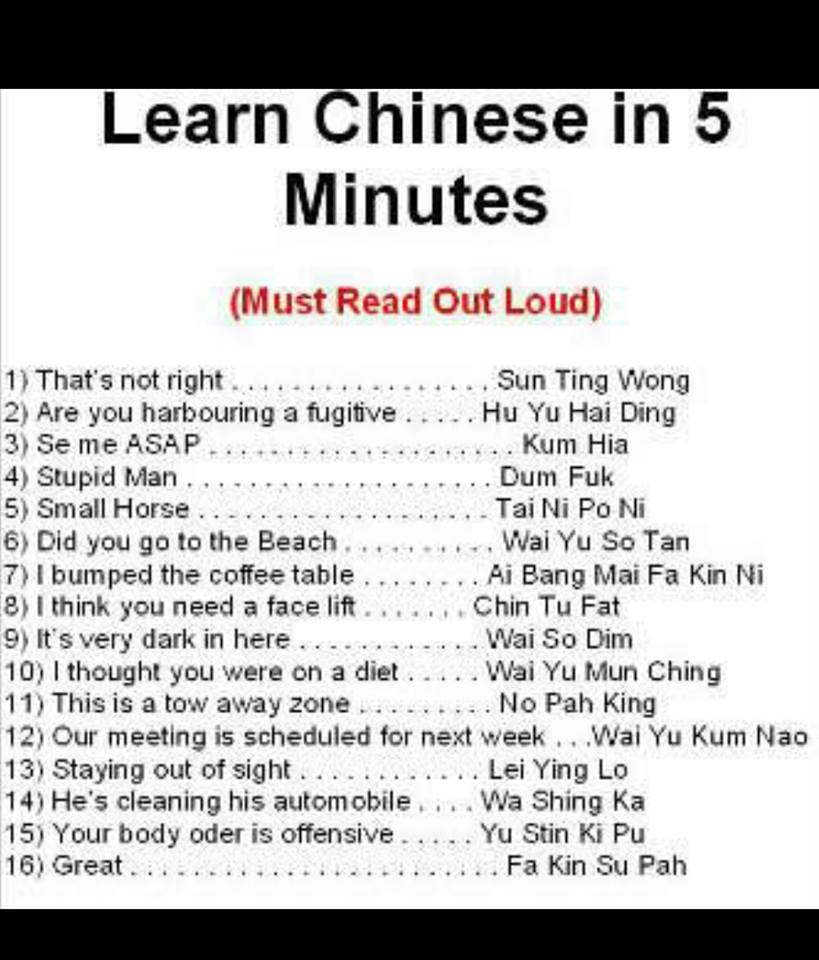 Learn Chinese in 5
Minutes
(Must Read Out Loud)
1) That's not right . . . . . . . . . . . . . . . . . Sun Ting Wong
2) Are you harbouring a fugitive . . . . . Hu Yu Hai Ding
3) Se me ASAP . . . . . . . . . . . . . . . . . . . . Kum Hia
4) Stupid Man . . . . . . . . . . . . . . . . . . . . Dum Fuk
5) Small Horse . . . . . . . . . . . . . . . . . . . Tai Ni Po Ni
6) Did you go to the Beach . . . . . . . . . . Wai Yu So Tan
7) I bumped the coffee table . . . . . . . . Ai Bang Mai Fa Kin Ni
8) I think you need a face lift . . . . . . . Chin Tu Fat
9) It's very dark in here . . . . . . . . . . . . Wai So Dim
10) I thought you were on a diet . . . . . Wai Yu Mun Ching
11) This is a tow away zone . . . . . . . . . No Pah King
12) Our meeting is scheduled for next week . . .Wai Yu Kum Nao
13) Staying out of sight . . . . . . . . . . . . Lei Ying Lo
14) He's cleaning his automobile . . . . Wa Shing Ka
15) Your body oder is offensive . . . . . Yu Stin Ki Pu
16) Great . . . . . . . . . . . . . . . . . . . . . . . . Fa Kin Su Pah